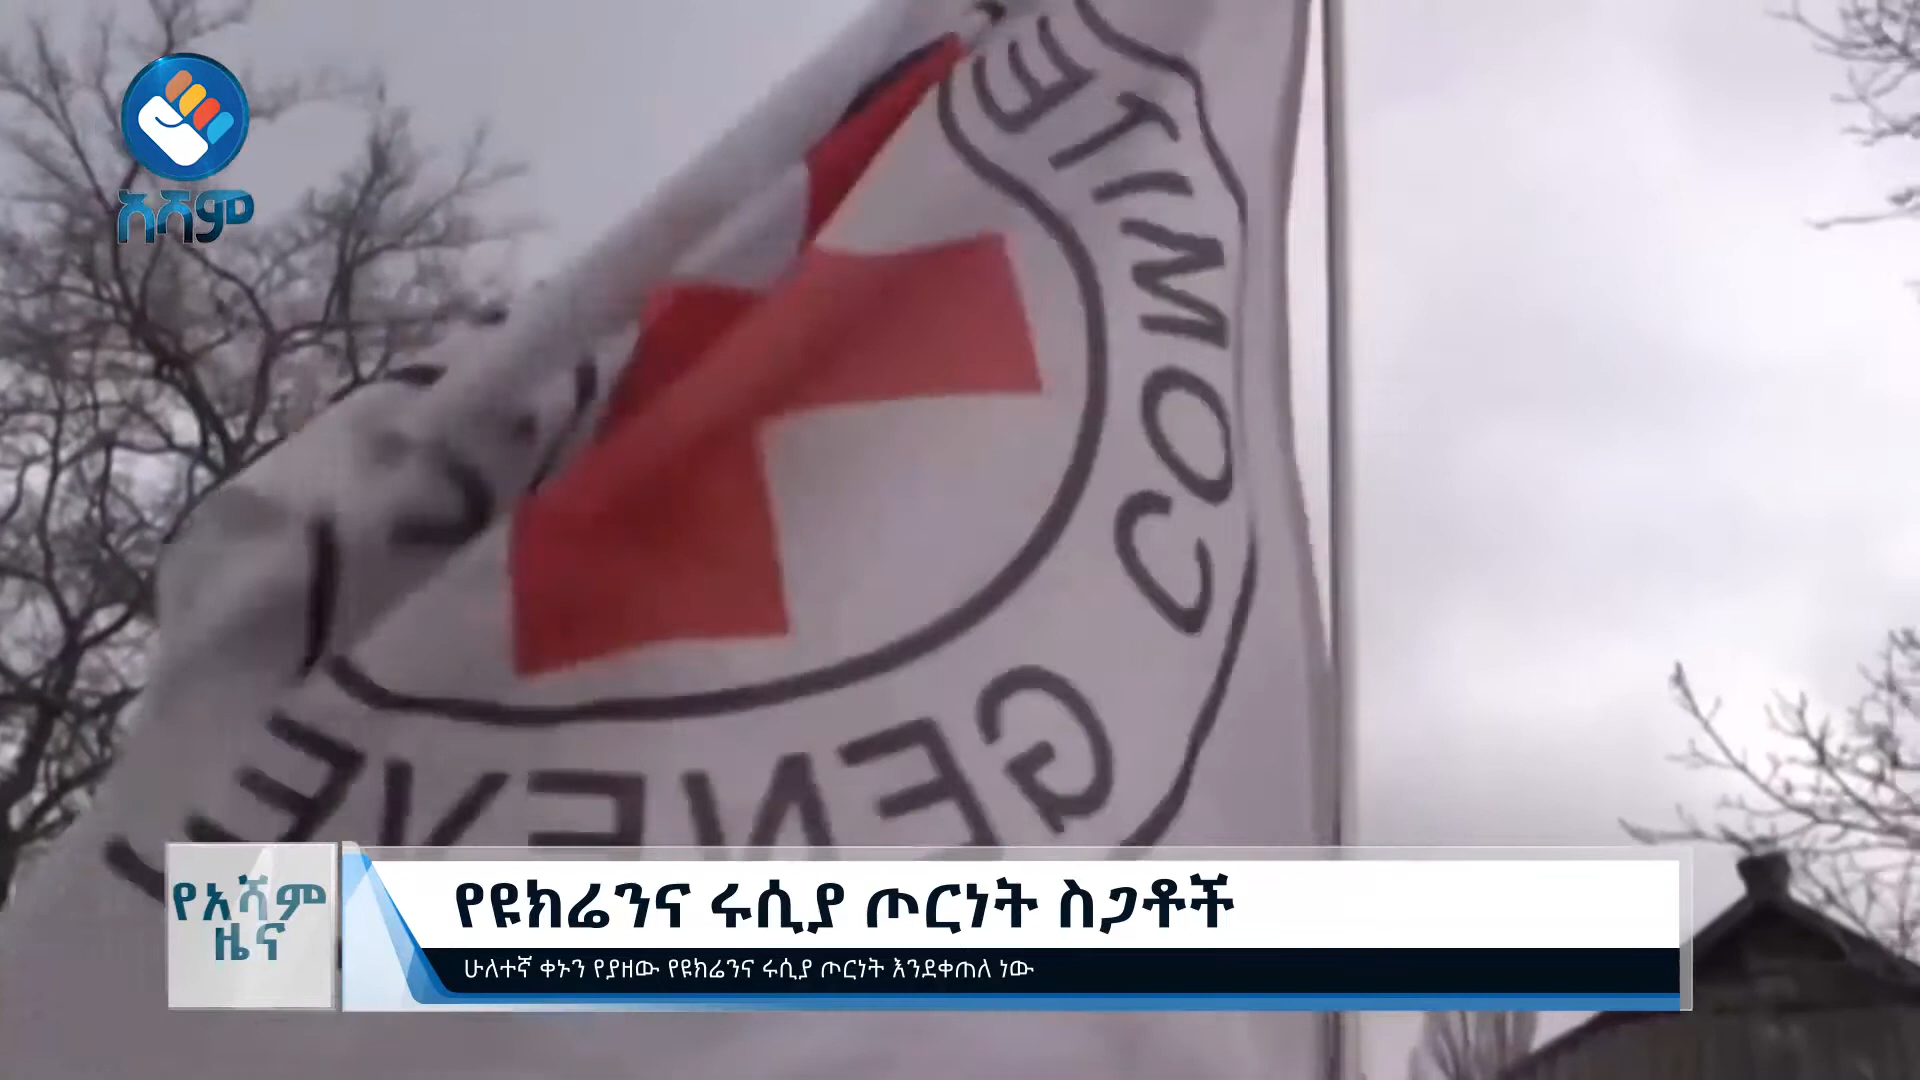 አሻም
COMITE
GENEVE
የአሻም
ዜና
የዩክሬንና ሩሲያ ጦርነት ስጋቶች
ሁለተኛ ቀኑን የያዘው የዩክሬንና ሩሲያ ጦርነት እንደቀጠለ ነው